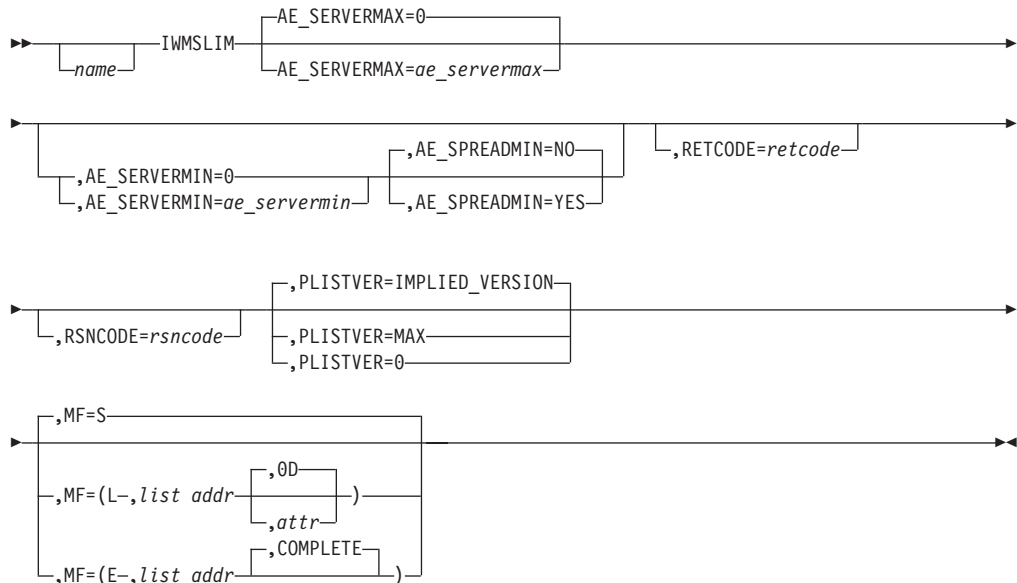 AE_SERVERMAX=0
name IWMSLIM AE_SERVERMAX=ae_servermax
,AE_SERVERMIN=0 ,AE_SPREADMIN=NO ,RETCODE=retcode
,AE_SERVERMIN=ae_servermin ,AE_SPREADMIN=YES
,PLISTVER=IMPLIED_VERSION
,RSNCODE=rsncode ,PLISTVER=MAX
,PLISTVER=0
,MF=S
,0D
,MF=(L ,list addr )
,attr
,COMPLETE
,MF=(E ,list addr )